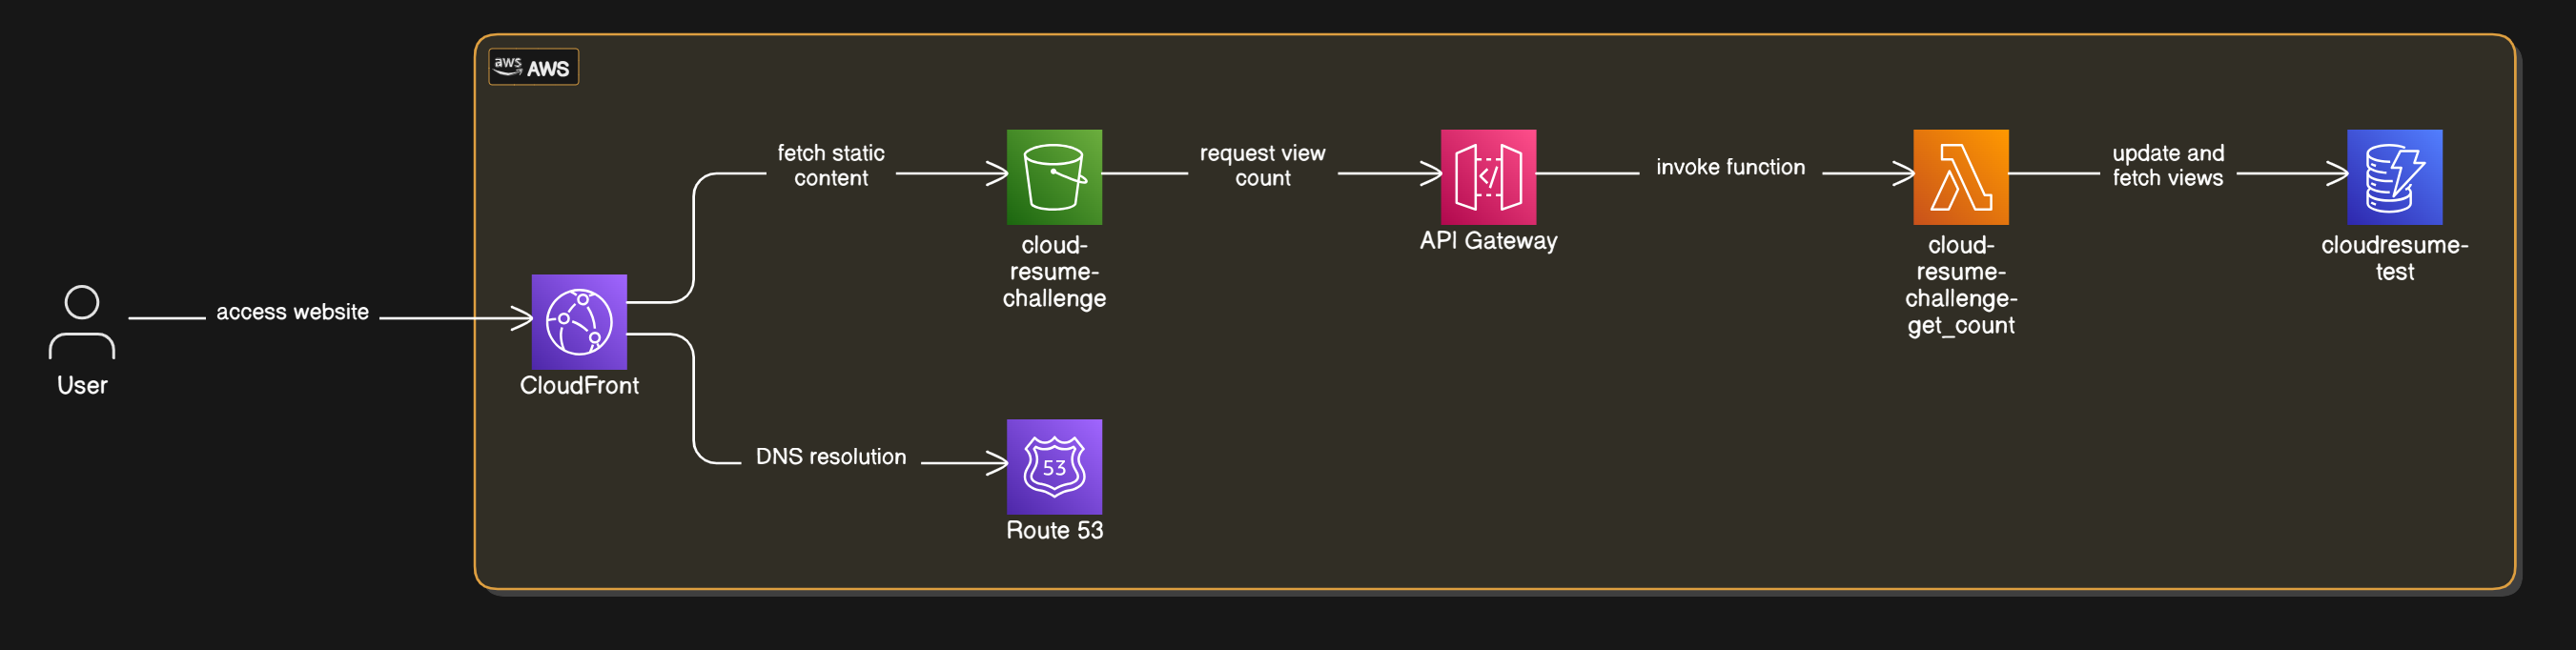 aws AWS
fetch static
content
request view
count
invoke function
update and
fetch views
cloud-
resume-
challenge
API Gateway
</>
cloud-
resume-
challenge-
get_count
cloudresume-
test
access website
User
CloudFront
DNS resolution
53
Route 53